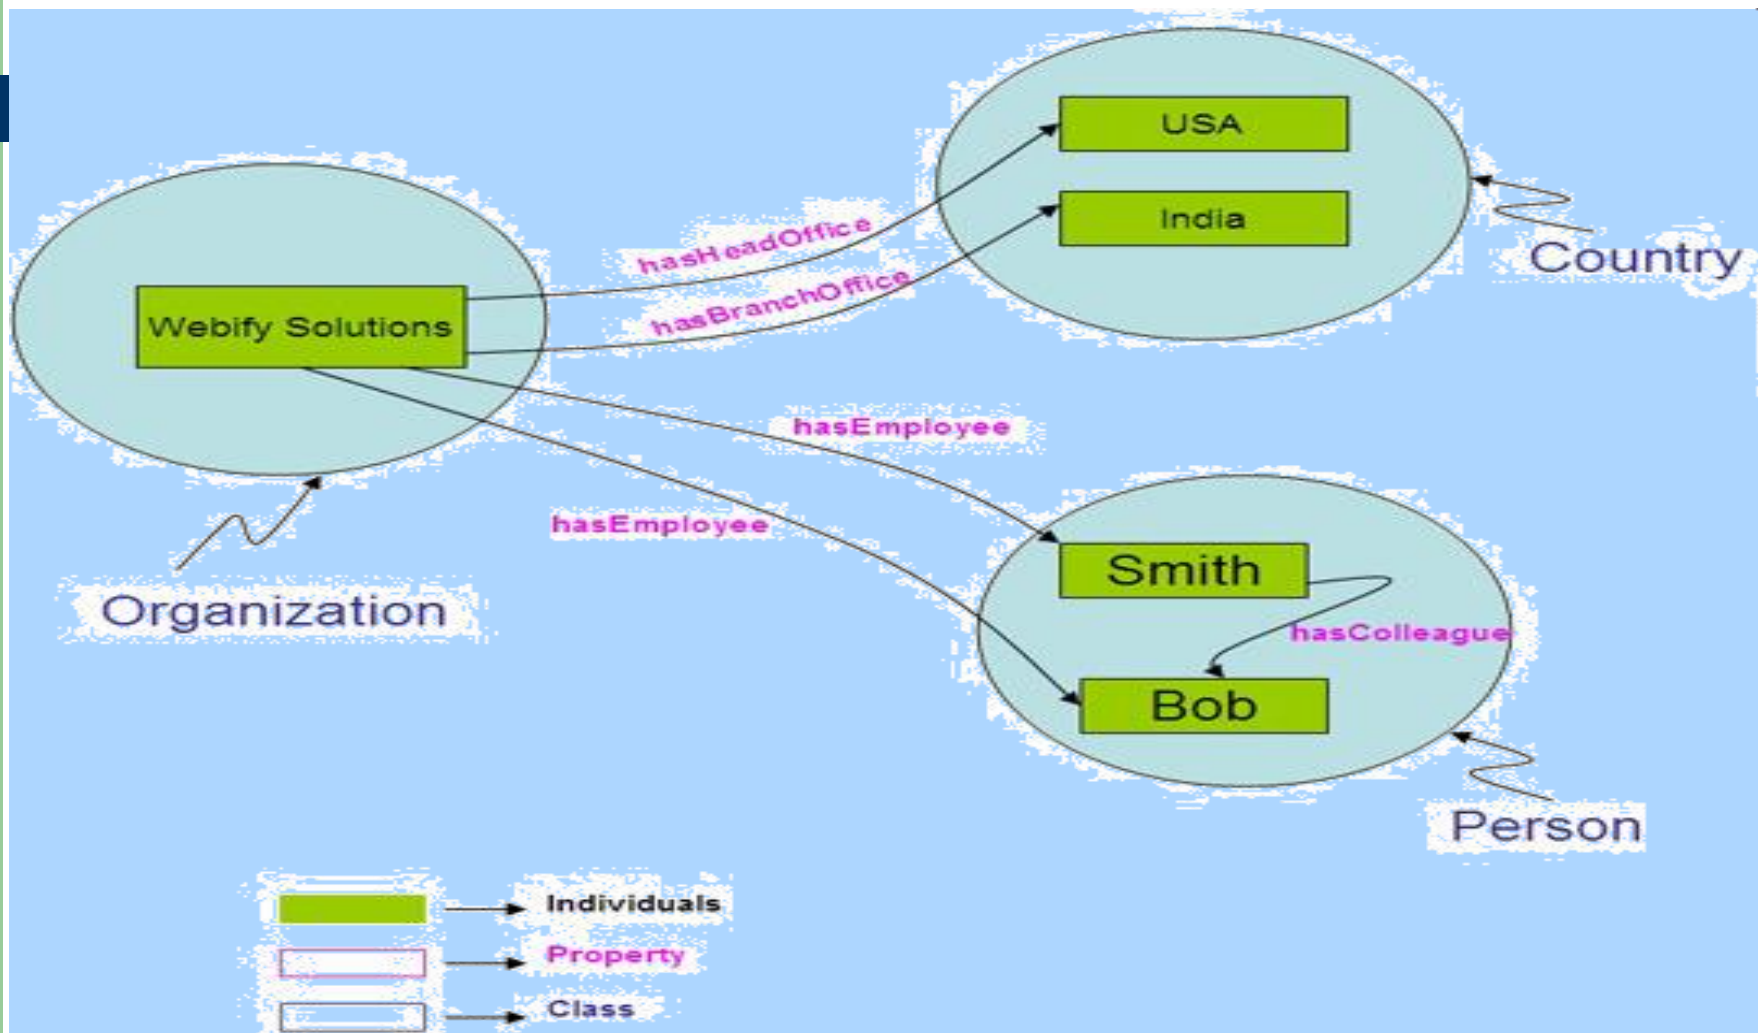 USA
India
Country
hasHeadOffice
hasBranchOffice
Webify Solutions
hasEmployee
hasEmployee
Organization
Smith
hasColleague
Bob
Person
Individuals
Property
Class